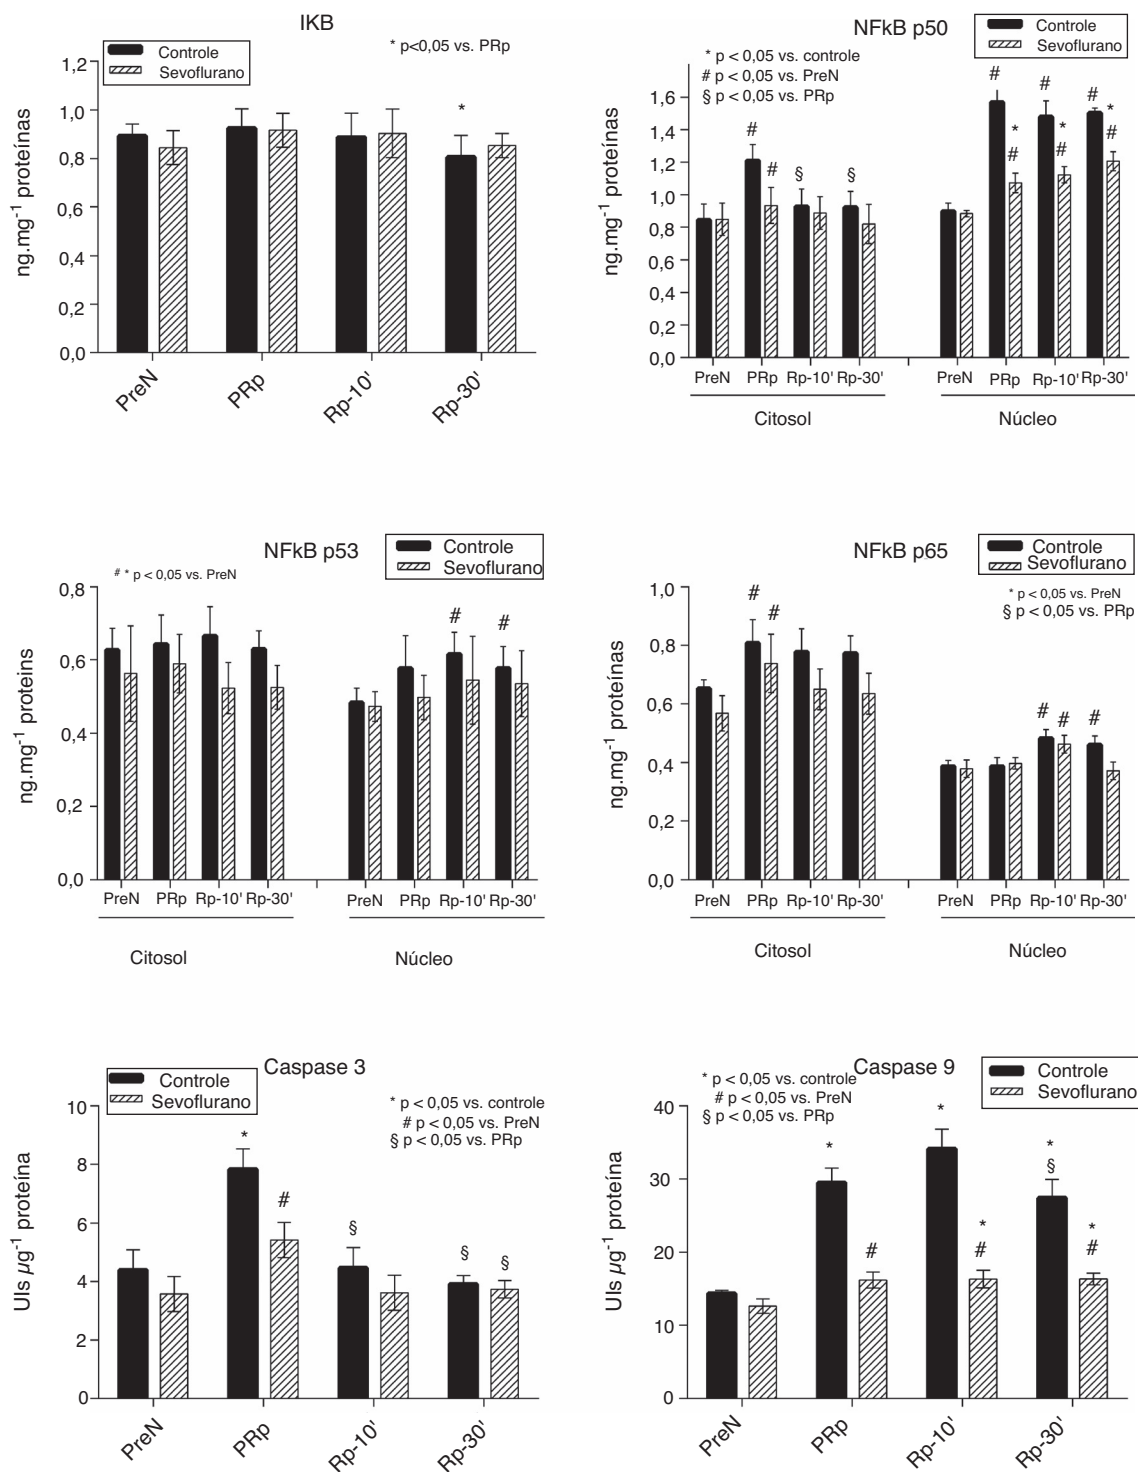 IKB
Controle
Sevoflurano
* p<0,05 vs. PRp
1,2
1,0
0,8
0,6
0,4
0,2
0,0
ng.mg-1 proteínas
*
PreN
PRp
Rp-10'
Rp-30'
NFkB p50
Controle
Sevoflurano
* p < 0,05 vs. controle
# p < 0,05 vs. PreN
§ p < 0,05 vs. PRp
1,6
1,4
1,2
1,0
0,8
0,6
0,4
0,2
0,0
ng.mg-1 proteínas
# # § § # * # # * # # * #
PreN PRp Rp-10' Rp-30' PreN PRp Rp-10' Rp-30'
Citosol Núcleo
NFkB p53
Controle
Sevoflurano
# * p < 0,05 vs. PreN
0,8
0,6
0,4
0,2
0,0
ng.mg-1 proteins
# #
PreN PRp Rp-10' Rp-30' PreN PRp Rp-10' Rp-30'
Citosol Núcleo
NFkB p65
Controle
Sevoflurano
* p < 0,05 vs. PreN
§ p < 0,05 vs. PRp
1,0
0,8
0,6
0,4
0,2
0,0
ng.mg-1 proteínas
# # # # #
PreN PRp Rp-10' Rp-30' PreN PRp Rp-10' Rp-30'
Citosol Núcleo
Caspase 3
Controle
Sevoflurano
* p < 0,05 vs. controle
# p < 0,05 vs. PreN
§ p < 0,05 vs. PRp
10
8
6
4
2
0
UIs µg-1 proteína
* # § § §
PreN
PRp
Rp-10'
Rp-30'
Caspase 9
Controle
Sevoflurano
* p < 0,05 vs. controle
# p < 0,05 vs. PreN
§ p < 0,05 vs. PRp
40
30
20
10
0
UIs µg-1 proteína
* # * * # * § * #
PreN
PRp
Rp-10'
Rp-30'